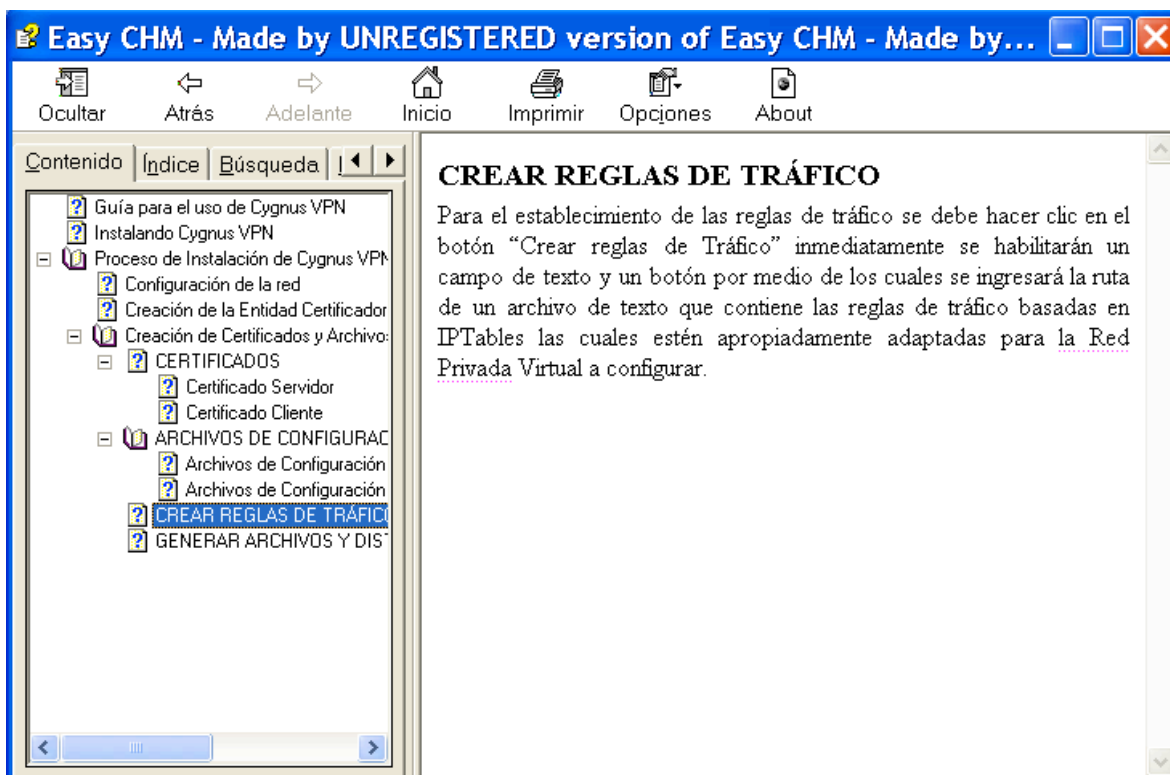 Easy CHM - Made by UNREGISTERED version of Easy CHM - Made by...
Ocultar Atrás Adelante Inicio Imprimir Opciones About
Contenido Índice Búsqueda
Guía para el uso de Cygnus VPN
Instalando Cygnus VPN
Proceso de Instalación de Cygnus VPN
Configuración de la red
Creación de la Entidad Certificador
Creación de Certificados y Archivo
CERTIFICADOS
Certificado Servidor
Certificado Cliente
ARCHIVOS DE CONFIGURAC
Archivos de Configuración
Archivos de Configuración
CREAR REGLAS DE TRÁFICO
GENERAR ARCHIVOS Y DIST
CREAR REGLAS DE TRÁFICO
Para el establecimiento de las reglas de tráfico se debe hacer clic en el
botón “Crear reglas de Tráfico” inmediatamente se habilitarán un
campo de texto y un botón por medio de los cuales se ingresará la ruta
de un archivo de texto que contiene las reglas de tráfico basadas en
IPTables las cuales estén apropiadamente adaptadas para la Red
Privada Virtual a configurar.